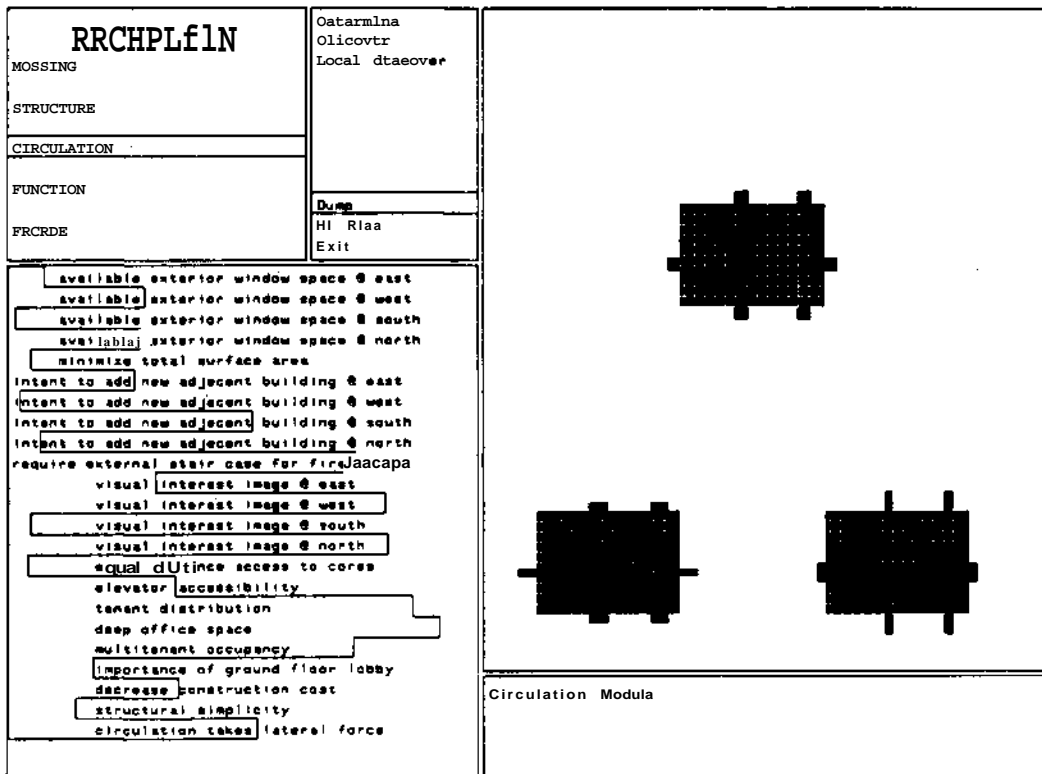 RRCHPLflN
MOSSING
STRUCTURE
CIRCULATION
FUNCTION
FRCRDE
Oatarmlna
Olicovtr
Local dtaeover
Dump
HI Rlaa
Exit
available exterior window space @ east
available exterior window space @ west
available exterior window space @ south
availablaj exterior window space @ north
minimize total surface area
intent to add new adjacent building @ east
intent to add new adjacent building @ west
intent to add new adjacent building @ south
intent to add new adjacent building @ north
require external stair case for fireJaacapa
visual interest image @ east
visual interest image @ west
visual interest image @ south
visual interest image @ north
equal dUtince access to cores
elevator accessibility
tenant distribution
deep office space
multitenant occupancy
importance of ground floor lobby
decrease construction cost
structural simplicity
circulation takes lateral force
Circulation Modula